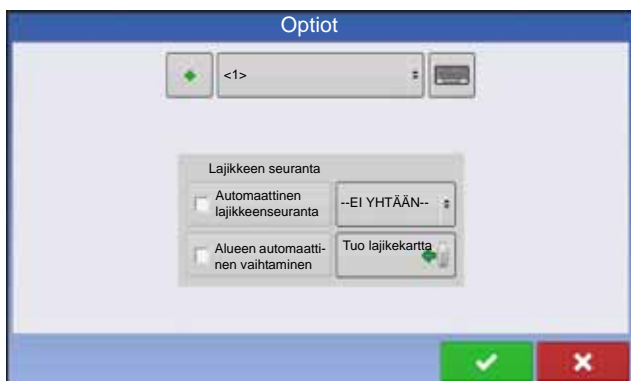 Optiot
<1>
Lajikkeen seuranta
Automaattinen
lajikkeenseuranta
--EI YHTÄÄN--
Alueen automaatti-
nen vaihtaminen
Tuo lajikekartta